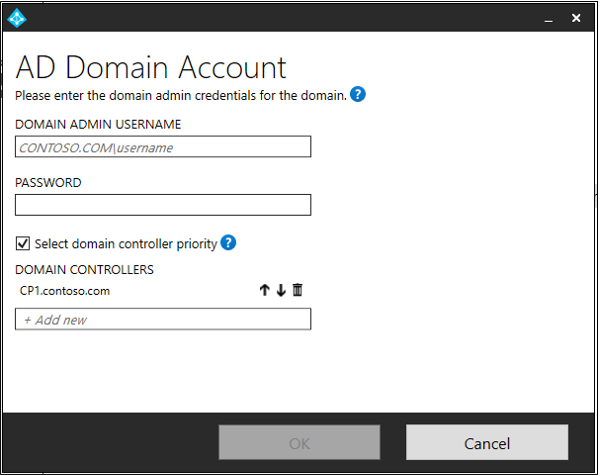 AD Domain Account
Please enter the domain admin credentials for the domain. ?
DOMAIN ADMIN USERNAME
CONTOSO.COM\username
PASSWORD
Select domain controller priority ?
DOMAIN CONTROLLERS
CP1.contoso.com
+ Add new
OK
Cancel